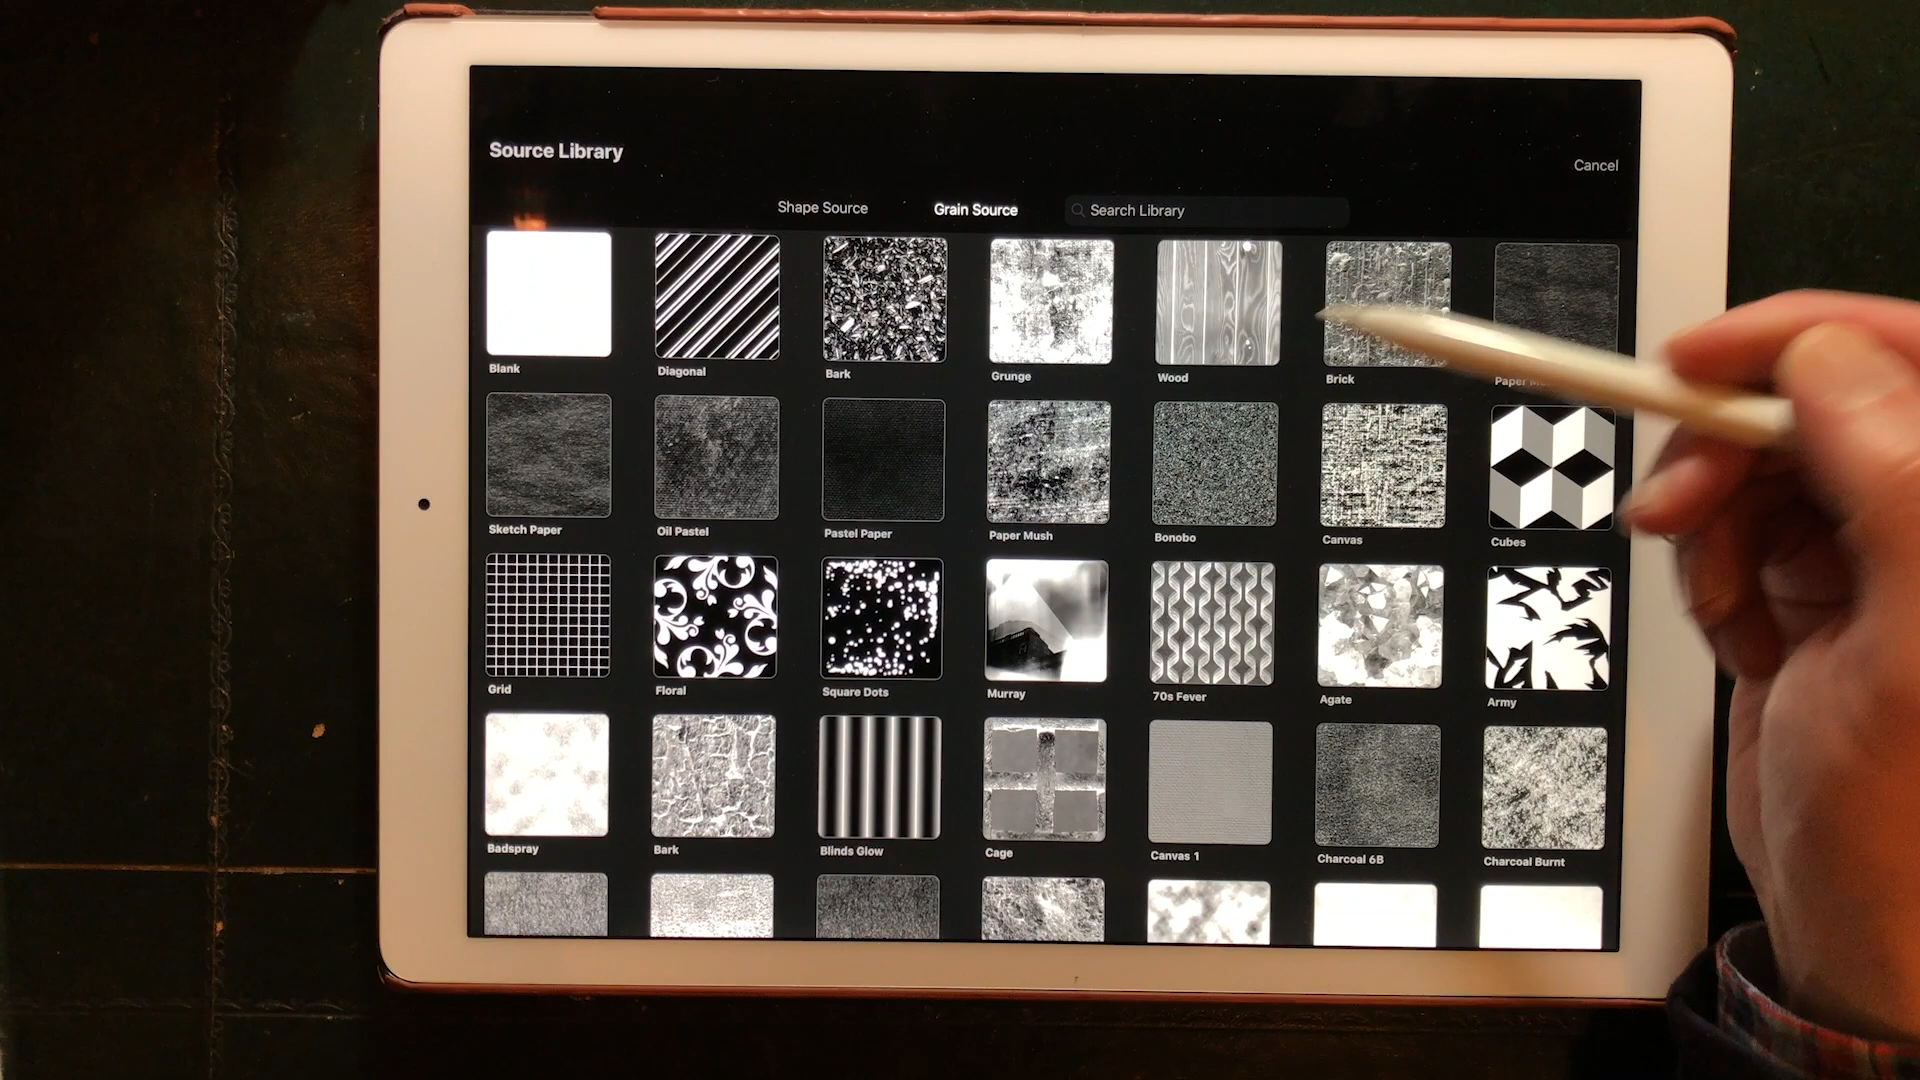 Source Library
Cancel
Shape Source
Grain Source
Search Library
Blank
Diagonal
Bark
Grunge
Wood
Brick
Paper
Sketch Paper
Oil Pastel
Pastel Paper
Paper Mush
Bonobo
Canvas
Cubes
Grid
Floral
Square Dots
Murray
70s Fever
Agate
Army
Badspray
Bark
Blinds Glow
Cage
Canvas 1
Charcoal 6B
Charcoal Burnt